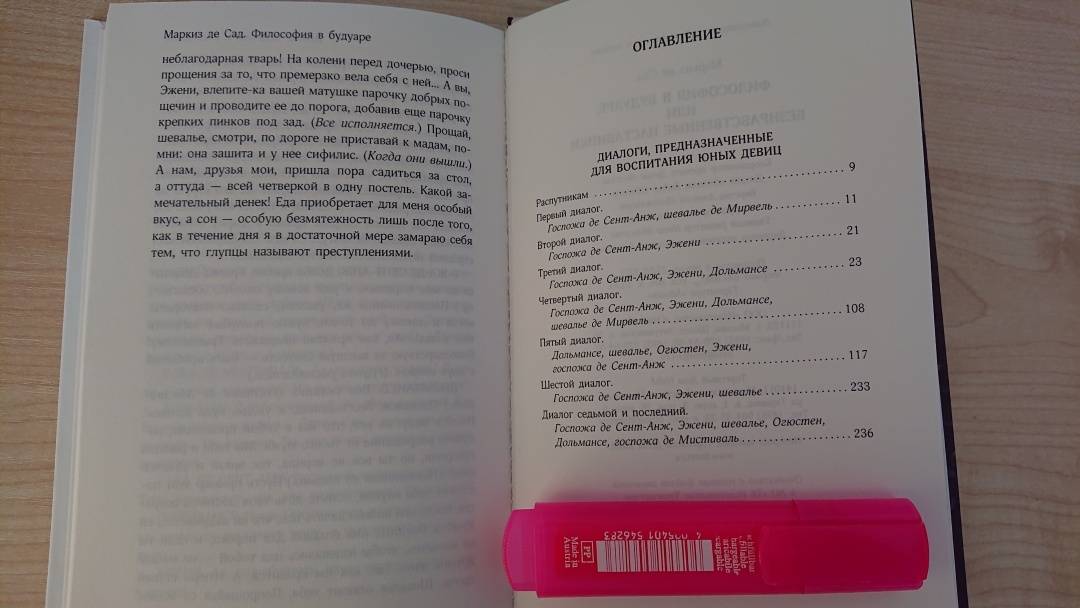 Маркиз де Сад. Философия в будуаре
неблагодарная тварь! На колени перед дочерью, проси
прощения за то, что премерзко вела себя с ней... А вы,
Эжени, влепите-ка вашей матушке парочку добрых по-
щечин и проводите ее до порога, добавив еще парочку
крепких пинков под зад. (Все исполняется.) Прощай,
шевалье, смотри, по дороге не приставай к мадам, по-
мни: она зашита и у нее сифилис. (Когда они вышли.)
А нам, друзья мои, пришла пора садиться за стол,
а оттуда — всей четверкой в одну постель. Какой за-
мечательный денек! Еда приобретает для меня особый
вкус, а сон — особую безмятежность лишь после того,
как в течение дня я в достаточной мере замараю себя
тем, что глупцы называют преступлениями.
ОГЛАВЛЕНИЕ
ДИАЛОГИ, ПРЕДНАЗНАЧЕННЫЕ
ДЛЯ ВОСПИТАНИЯ ЮНЫХ ДЕВИЦ
Распутникам 9
Первый диалог.
Госпожа де Сент-Анж, шевалье де Мирвель 11
Второй диалог.
Госпожа де Сент-Анж, Эжени 21
Третий диалог.
Госпожа де Сент-Анж, Эжени, Дольмансе 23
Четвертый диалог.
Госпожа де Сент-Анж, Эжени, Дольмансе,
шевалье де Мирвель 108
Пятый диалог.
Дольмансе, шевалье, Огюстен, Эжени,
госпожа де Сент-Анж 117
Шестой диалог.
Госпожа де Сент-Анж, Эжени, шевалье 233
Диалог седьмой и последний.
Госпожа де Сент-Анж, Эжени, шевалье, Огюстен,
Дольмансе, госпожа де Мистиваль 236
PP
Made in
Austria
4 005401 546283